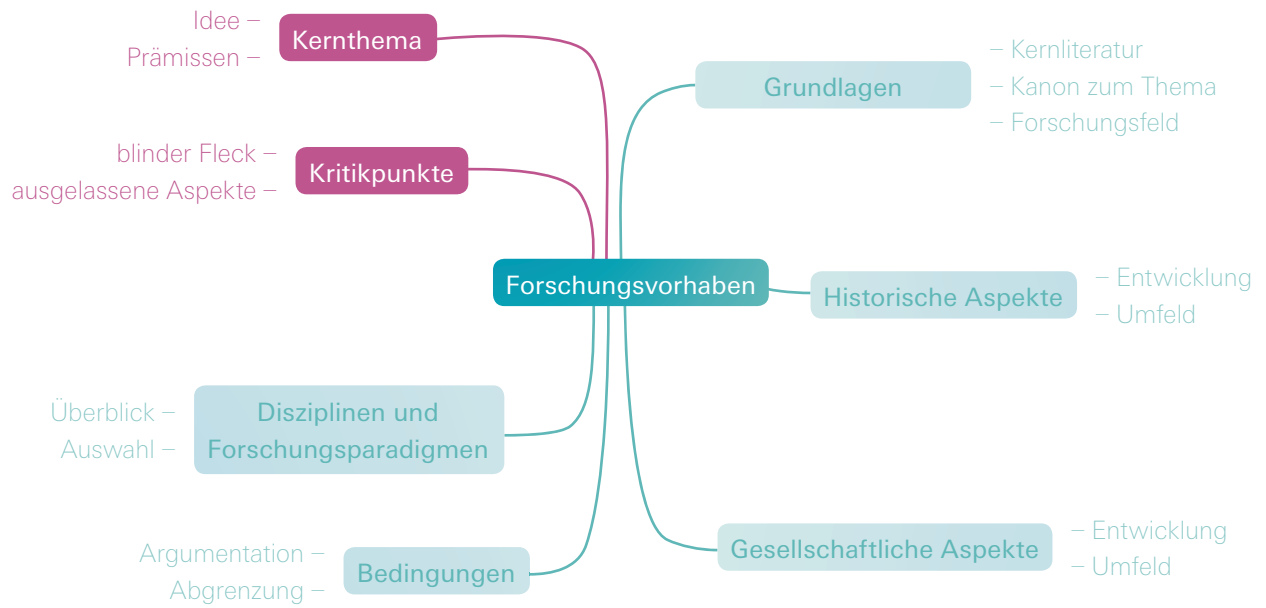 Idee –
Prämissen –
Kernthema
blinder Fleck –
ausgelassene Aspekte –
Kritikpunkte
Grundlagen
– Kernliteratur
– Kanon zum Thema
– Forschungsfeld
Forschungsvorhaben
Historische Aspekte
– Entwicklung
– Umfeld
Überblick –
Auswahl –
Disziplinen und
Forschungsparadigmen
Argumentation –
Abgrenzung –
Bedingungen
Gesellschaftliche Aspekte
– Entwicklung
– Umfeld